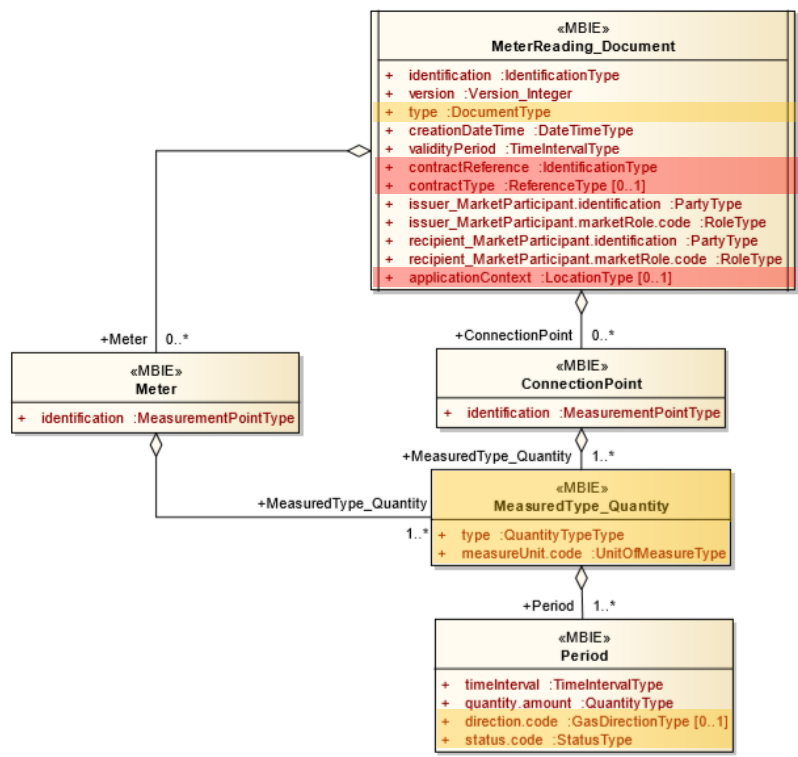 «MBIE»
MeterReading_Document
+ identification :IdentificationType
+ version :Version_Integer
+ type :DocumentType
+ creationDateTime :DateTimeType
+ validityPeriod :TimeIntervalType
+ contractReference :IdentificationType
+ contractType :ReferenceType [0..1]
+ issuer_MarketParticipant.identification :PartyType
+ issuer_MarketParticipant.marketRole.code :RoleType
+ recipient_MarketParticipant.identification :PartyType
+ recipient_MarketParticipant.marketRole.code :RoleType
+ applicationContext :LocationType [0..1]
+Meter 0..*
+ConnectionPoint 0..*
«MBIE»
Meter
+ identification :MeasurementPointType
«MBIE»
ConnectionPoint
+ identification :MeasurementPointType
+MeasuredType_Quantity 1..*
+MeasuredType_Quantity
1..*
«MBIE»
MeasuredType_Quantity
+ type :QuantityTypeType
+ measureUnit.code :UnitOfMeasureType
+Period 1..*
«MBIE»
Period
+ timeInterval :TimeIntervalType
+ quantity.amount :QuantityType
+ direction.code :GasDirectionType [0..1]
+ status.code :StatusType